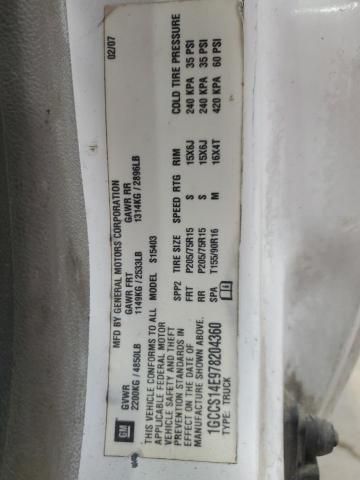 GM
MFD BY GENERAL MOTORS CORPORATION 02/07
GVWR GAWR FRT GAWR RR
2200KG / 4850LB 1149KG / 2533LB 1314KG / 2896LB
THIS VEHICLE CONFORMS TO ALL
APPLICABLE U.S. FEDERAL MOTOR
VEHICLE SAFETY AND THEFT
PREVENTION STANDARDS IN
EFFECT ON THE DATE OF
MANUFACTURE SHOWN ABOVE.
1GCCS14E978204360
TYPE: TRUCK
MODEL S15403
SPP2 TIRE SIZE SPEED RTG RIM COLD TIRE PRESSURE
FRT P205/75R15 S 15X6J 240 KPA 35 PSI
RR P205/75R15 S 15X6J 240 KPA 35 PSI
SPA T155/90R16 M 16X4T 420 KPA 60 PSI